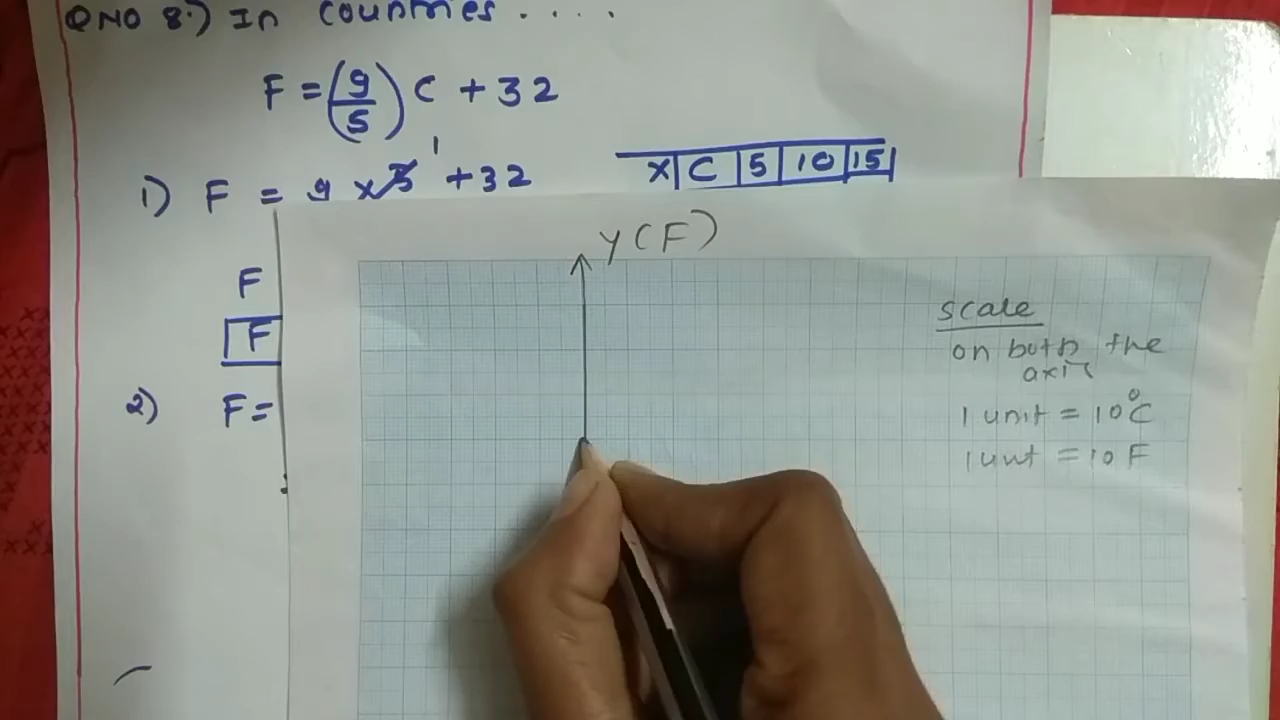 QNO 8.) In countries ....
F = (9/5) C + 32
1) F = 9 x 5 1 + 32
x C 5 10 15
y (F)
F
F
2) F =
scale
on both the
axis
1 unit = 10°C
1 unit = 10 F